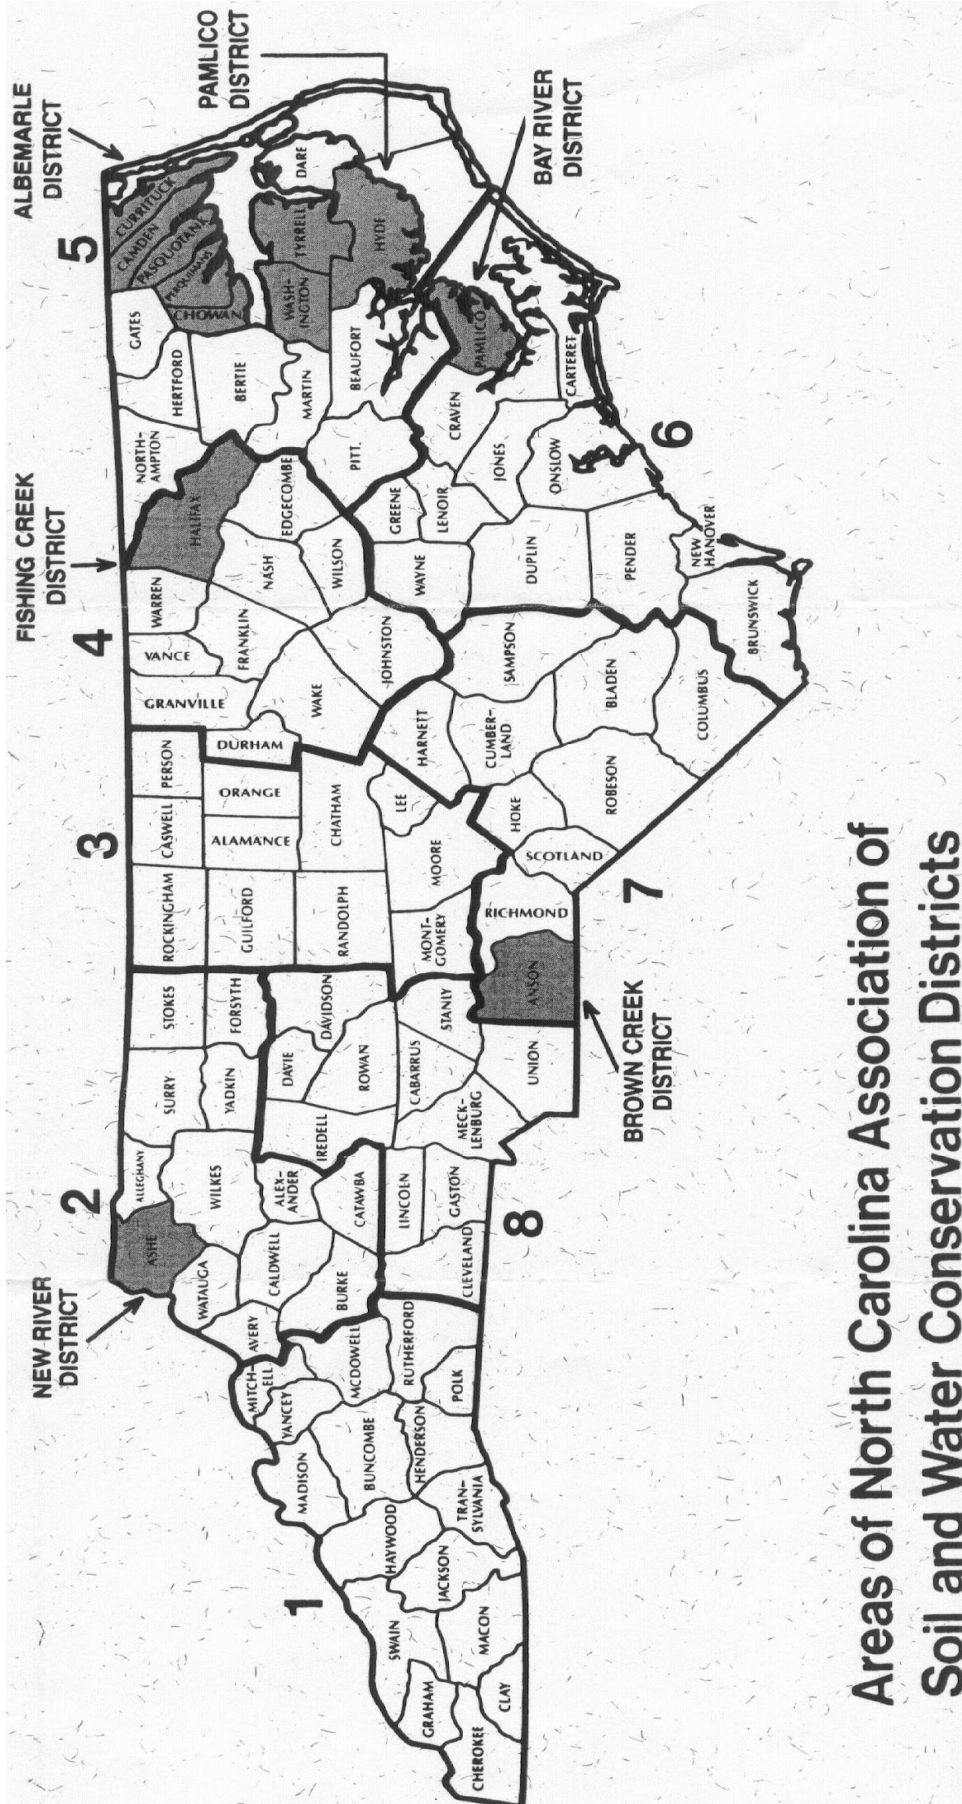 ALBEMARLE
DISTRICT
PAMLICO
DISTRICT
FISHING CREEK
DISTRICT
NEW RIVER
DISTRICT
BAY RIVER
DISTRICT
BROWN CREEK
DISTRICT
1
2
3
4
5
6
7
8
CHEROKEE
GRAHAM
CLAY
SWAIN
MACON
JACKSON
HAYWOOD
TRAN-
SYLVANIA
MADISON
BUNCOMBE
HENDERSON
YANCEY
MITCH-
ELL
MCDOWELL
RUTHERFORD
POLK
AVERY
WATAUGA
ASHE
ALLEGHANY
WILKES
CALDWELL
BURKE
ALEX-
ANDER
CATAWBA
CLEVELAND
LINCOLN
GASTON
SURRY
STOKES
YADKIN
FORSYTH
IREDELL
DAVIE
DAVIDSON
ROWAN
CABARRUS
MECK-
LENBURG
STANLY
UNION
ANSON
RICHMOND
MONT-
GOMERY
ROCKINGHAM
CASWELL
PERSON
GUILFORD
ALAMANCE
ORANGE
RANDOLPH
CHATHAM
MOORE
LEE
SCOTLAND
HOKE
ROBESON
HARNETT
CUMBER-
LAND
SAMPSON
BLADEN
COLUMBUS
GRANVILLE
VANCE
WARREN
DURHAM
FRANKLIN
WAKE
JOHNSTON
NASH
WILSON
HALIFAX
EDGECOMBE
NORTH-
AMPTON
HERTFORD
GATES
BERTIE
MARTIN
PITT.
BEAUFORT
CHOWAN
PERQUIMANS
PASQUOTANK
CAMDEN
CURRITUCK
WASH-
INGTON
TYRRELL
DARE
HYDE
WAYNE
GREENE
LENOIR
CRAVEN
PAMLICO
JONES
CARTERET
ONSLOW
DUPLIN
PENDER
NEW
HANOVER
BRUNSWICK
Areas of North Carolina Association of
Soil and Water Conservation Districts